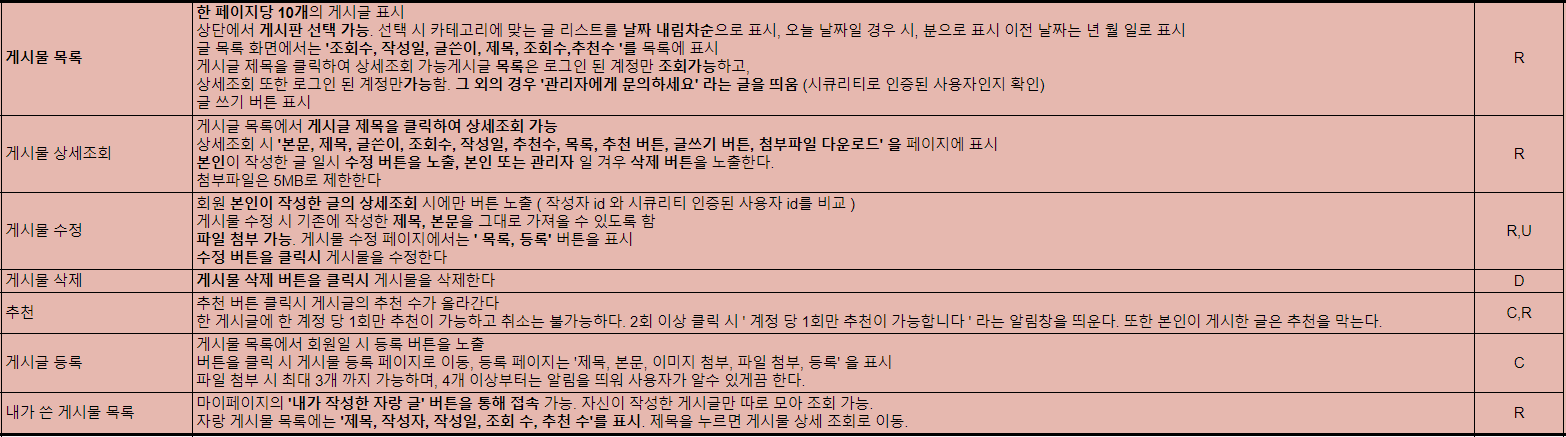 한 페이지당 10개의 게시글 표시
상단에서 게시판 선택 가능. 선택 시 카테고리에 맞는 글 리스트를 날짜 내림차순으로 표시, 오늘 날짜일 경우 시, 분으로 표시 이전 날짜는 년 월 일로 표시
글 목록 화면에서는 '조회수, 작성일, 글쓴이, 제목, 조회수,추천수 '를 목록에 표시
게시물 목록
게시글 제목을 클릭하여 상세조회 가능게시글 목록은 로그인 된 계정만 조회가능하고,
R
상세조회 또한 로그인 된 계정만가능함. 그 외의 경우 '관리자에게 문의하세요' 라는 글을 띄움 (시큐리티로 인증된 사용자인지 확인)
글 쓰기 버튼 표시
게시글 목록에서 게시글 제목을 클릭하여 상세조회 가능
상세조회 시 '본문, 제목, 글쓴이, 조회수, 작성일, 추천수, 목록, 추천 버튼, 글쓰기 버튼, 첨부파일 다운로드' 을 페이지에 표시
게시물 상세조회
R
본인이 작성한 글 일시 수정 버튼을 노출, 본인 또는 관리자 일 겨우 삭제 버튼을 노출한다.
첨부파일은 5MB로 제한한다
회원 본인이 작성한 글의 상세조회 시에만 버튼 노출 ( 작성자 id 와 시큐리티 인증된 사용자 id를 비교 )
게시물 수정 시 기존에 작성한 제목, 본문을 그대로 가져올 수 있도록 함
게시물 수정
R,U
파일 첨부 가능. 게시물 수정 페이지에서는 ' 목록, 등록' 버튼을 표시
수정 버튼을 클릭시 게시물을 수정한다
게시물 삭제
게시물 삭제 버튼을 클릭시 게시물을 삭제한다
D
추천 버튼 클릭시 게시글의 추천 수가 올라간다
추천
C,R
한 게시글에 한 계정 당 1회만 추천이 가능하고 취소는 불가능하다. 2회 이상 클릭 시 ' 계정 당 1회만 추천이 가능합니다 ' 라는 알림창을 띄운다. 또한 본인이 게시한 글은 추천을 막는다.
게시물 목록에서 회원일 시 등록 버튼을 노출
게시글 등록
버튼을 클릭 시 게시물 등록 페이지로 이동, 등록 페이지는 '제목, 본문, 이미지 첨부, 파일 첨부, 등록' 을 표시
C
파일 첨부 시 최대 3개 까지 가능하며, 4개 이상부터는 알림을 띄워 사용자가 알수 있게끔 한다.
내가 쓴 게시물 목록
마이페이지의 '내가 작성한 자랑 글' 버튼을 통해 접속 가능. 자신이 작성한 게시글만 따로 모아 조회 가능.
R
자랑 게시물 목록에는 '제목, 작성자, 작성일, 조회 수, 추천 수'를 표시. 제목을 누르면 게시물 상세 조회로 이동.